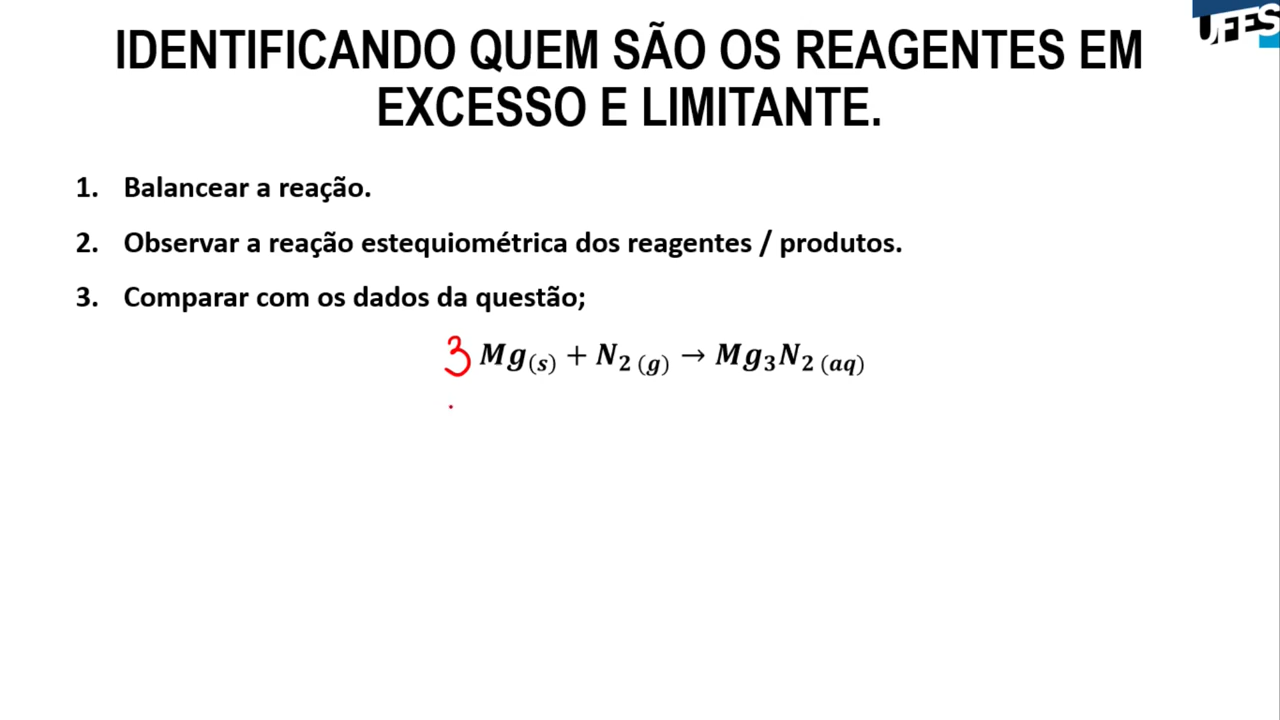 UFES
IDENTIFICANDO QUEM SÃO OS REAGENTES EM
EXCESSO E LIMITANTE.
1. Balancear a reação.
2. Observar a reação estequiométrica dos reagentes / produtos.
3. Comparar com os dados da questão;
3 Mg(s) + N2 (g) → Mg3N2 (aq)